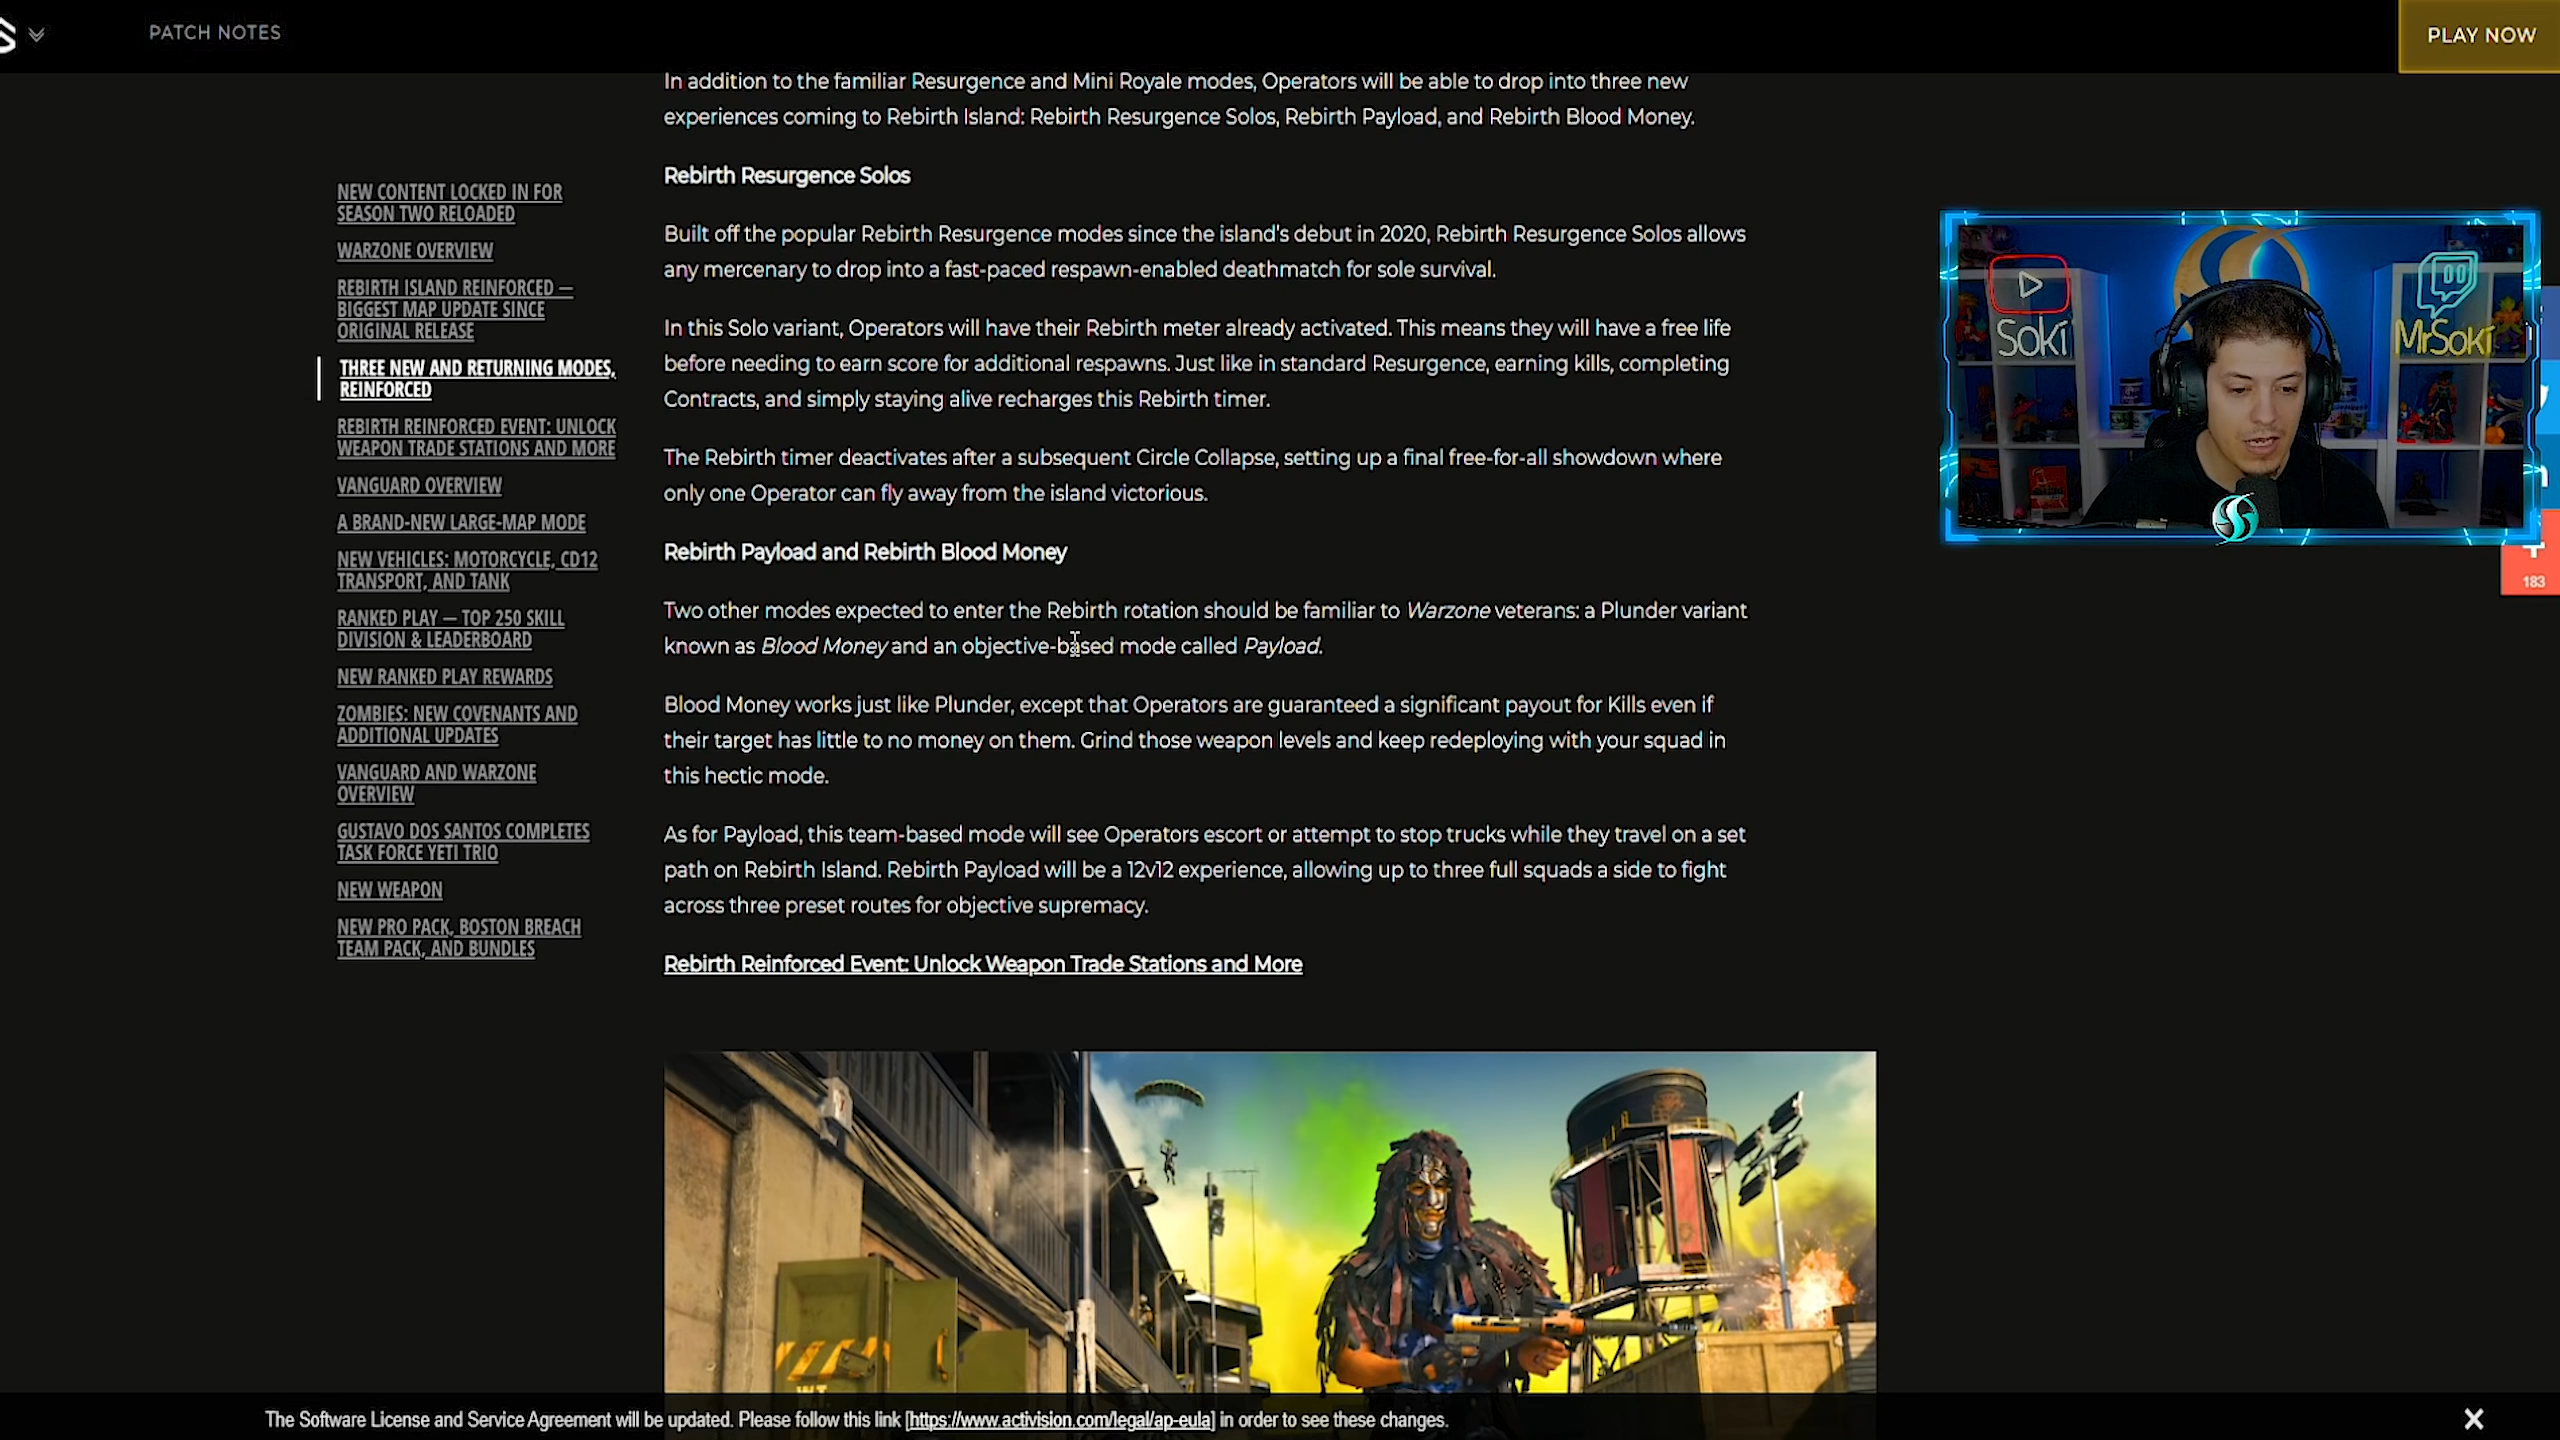 PATCH NOTES
PLAY NOW
In addition to the familiar Resurgence and Mini Royale modes, Operators will be able to drop into three new
experiences coming to Rebirth Island: Rebirth Resurgence Solos, Rebirth Payload, and Rebirth Blood Money.
NEW CONTENT LOCKED IN FOR
SEASON TWO RELOADED
WARZONE OVERVIEW
REBIRTH ISLAND REINFORCED —
BIGGEST MAP UPDATE SINCE
ORIGINAL RELEASE
THREE NEW AND RETURNING MODES,
REINFORCED
REBIRTH REINFORCED EVENT: UNLOCK
WEAPON TRADE STATIONS AND MORE
VANGUARD OVERVIEW
A BRAND-NEW LARGE-MAP MODE
NEW VEHICLES: MOTORCYCLE, CD12
TRANSPORT, AND TANK
RANKED PLAY — TOP 250 SKILL
DIVISION & LEADERBOARD
NEW RANKED PLAY REWARDS
ZOMBIES: NEW COVENANTS AND
ADDITIONAL UPDATES
VANGUARD AND WARZONE
OVERVIEW
GUSTAVO DOS SANTOS COMPLETES
TASK FORCE YETI TRIO
NEW WEAPON
NEW PRO PACK, BOSTON BREACH
TEAM PACK, AND BUNDLES
Rebirth Resurgence Solos
Built off the popular Rebirth Resurgence modes since the island's debut in 2020, Rebirth Resurgence Solos allows
any mercenary to drop into a fast-paced respawn-enabled deathmatch for sole survival.
In this Solo variant, Operators will have their Rebirth meter already activated. This means they will have a free life
before needing to earn score for additional respawns. Just like in standard Resurgence, earning kills, completing
Contracts, and simply staying alive recharges this Rebirth timer.
The Rebirth timer deactivates after a subsequent Circle Collapse, setting up a final free-for-all showdown where
only one Operator can fly away from the island victorious.
Rebirth Payload and Rebirth Blood Money
Two other modes expected to enter the Rebirth rotation should be familiar to Warzone veterans: a Plunder variant
known as Blood Money and an objective-based mode called Payload.
Blood Money works just like Plunder, except that Operators are guaranteed a significant payout for Kills even if
their target has little to no money on them. Grind those weapon levels and keep redeploying with your squad in
this hectic mode.
As for Payload, this team-based mode will see Operators escort or attempt to stop trucks while they travel on a set
path on Rebirth Island. Rebirth Payload will be a 12v12 experience, allowing up to three full squads a side to fight
across three preset routes for objective supremacy.
Rebirth Reinforced Event: Unlock Weapon Trade Stations and More
Soki
MrSoki
183
The Software License and Service Agreement will be updated. Please follow this link [https://www.activision.com/legal/ap-eula] in order to see these changes.